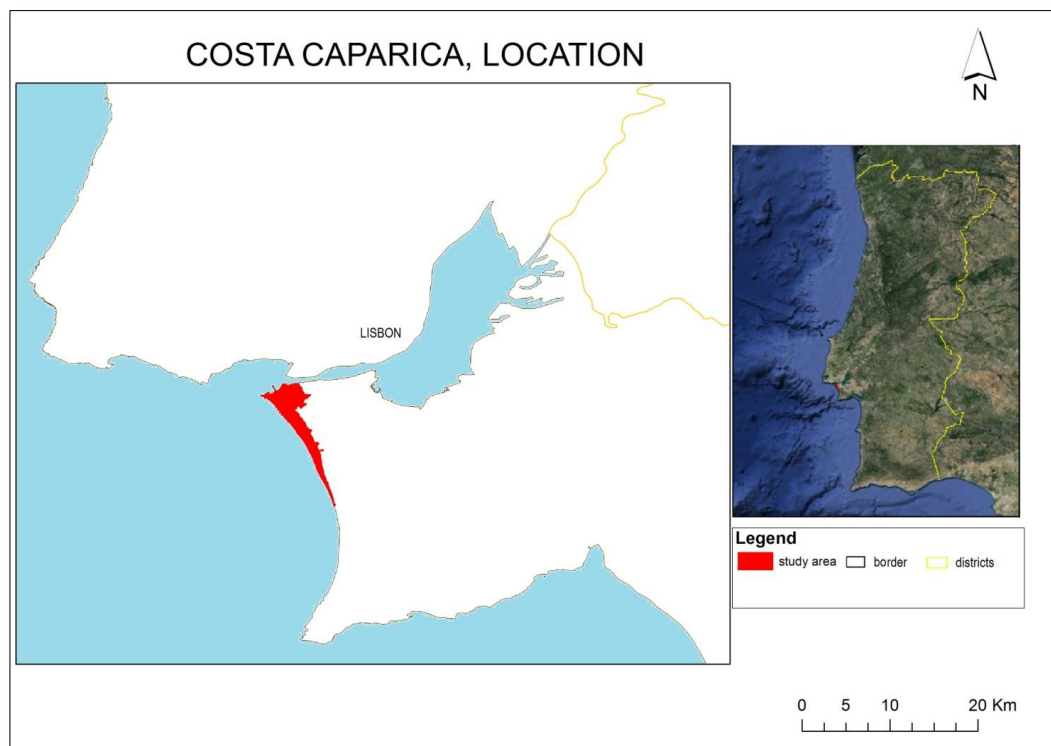 COSTA CAPARICA, LOCATION
N
LISBON
Legend
study area border districts
0 5 10 20 Km